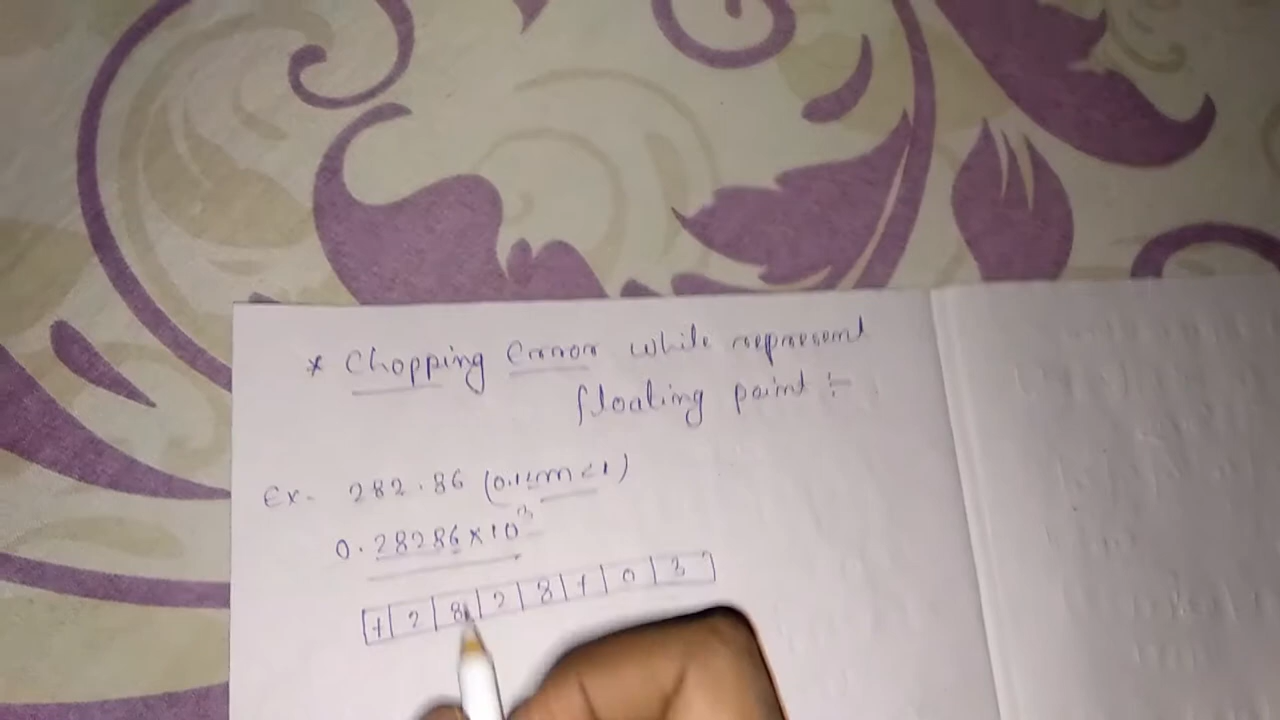 * Chopping Error while represent
floating point :-
Ex. 282.86 (0.1≤m<1)
0.28286×10³
+ | 2 | 8 | 2 | 8 | + | 0 | 3